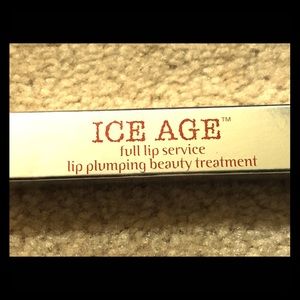 ICE AGE™
full lip service
lip plumping beauty treatment